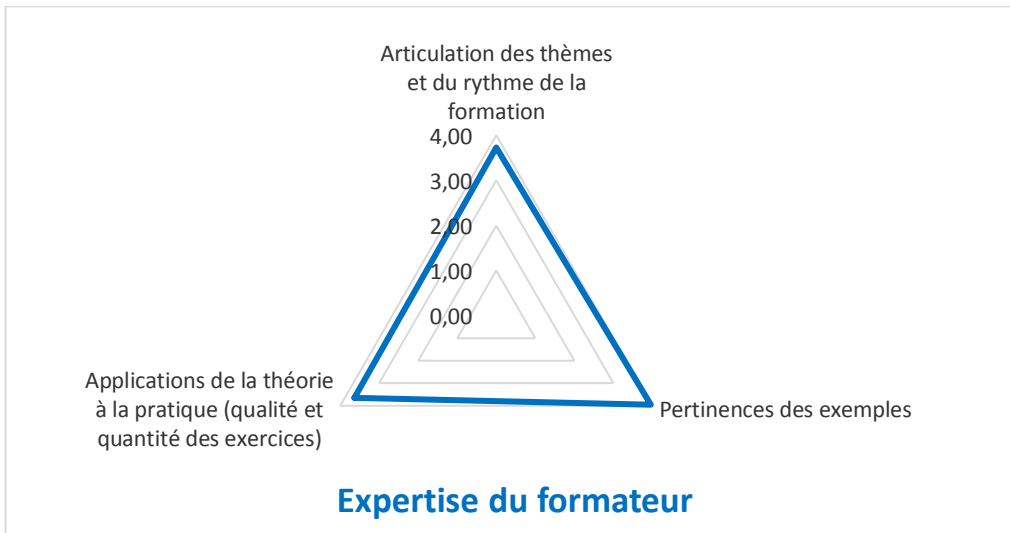 Articulation des thèmes
et du rythme de la
formation
4,00
3,00
2,00
1,00
0,00
Applications de la théorie
à la pratique (qualité et
quantité des exercices)
Pertinences des exemples
Expertise du formateur